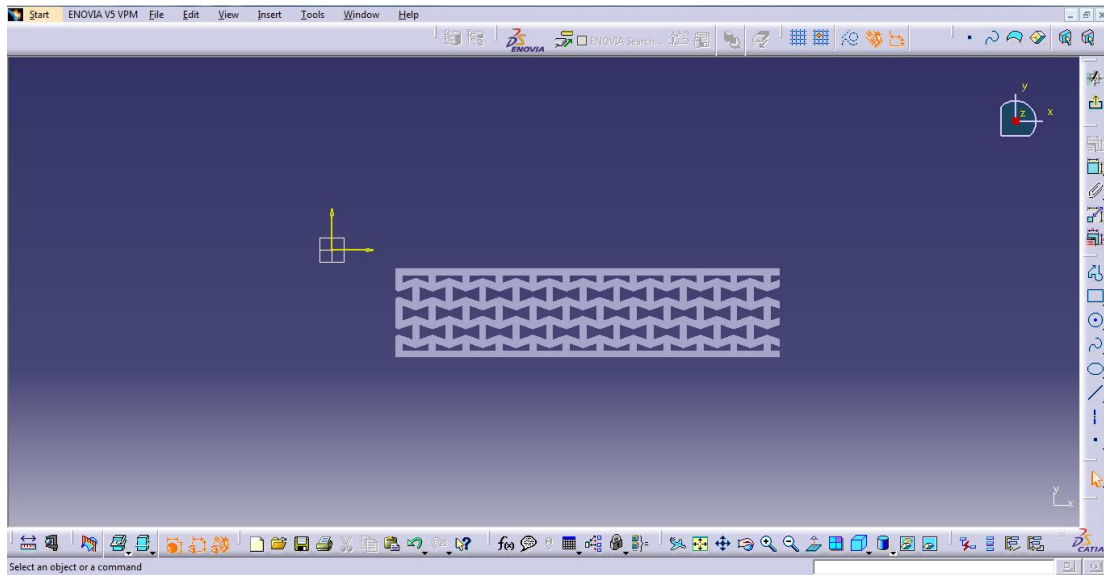 Start ENOVIA V5 VPM File Edit View Insert Tools Window Help
ENOVIA
ENOVIA Search...
y
z
x
y
x
f(x)
DS
CATIA
Select an object or a command